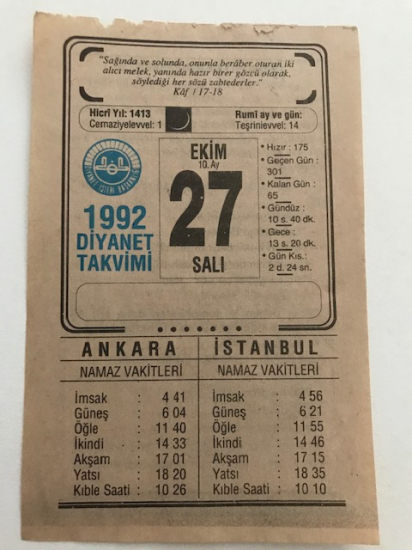 "Sağında ve solunda, onunla berâber oturan iki
alıcı melek, yanında hazır birer gözcü olarak,
söylediği her sözü zabtederler."
Kâf / 17-18
Hicrî Yıl: 1413
Cemaziyelevvel: 1
Rumî ay ve gün:
Teşrinievvel: 14
1992
DİYANET
TAKVİMİ
EKİM
10. Ay
27
SALI
• Hızır : 175
• Geçen Gün :
301
• Kalan Gün :
65
• Gündüz :
10 s. 40 dk.
• Gece :
13 s. 20 dk.
• Gün Kıs.:
2 d. 24 sn.
ANKARA
NAMAZ VAKİTLERİ
İmsak : 4 41
Güneş : 6 04
Öğle : 11 40
İkindi : 14 33
Akşam : 17 01
Yatsı : 18 20
Kıble Saati : 10 26
İSTANBUL
NAMAZ VAKİTLERİ
İmsak : 4 56
Güneş : 6 21
Öğle : 11 55
İkindi : 14 46
Akşam : 17 15
Yatsı : 18 35
Kıble Saati : 10 10